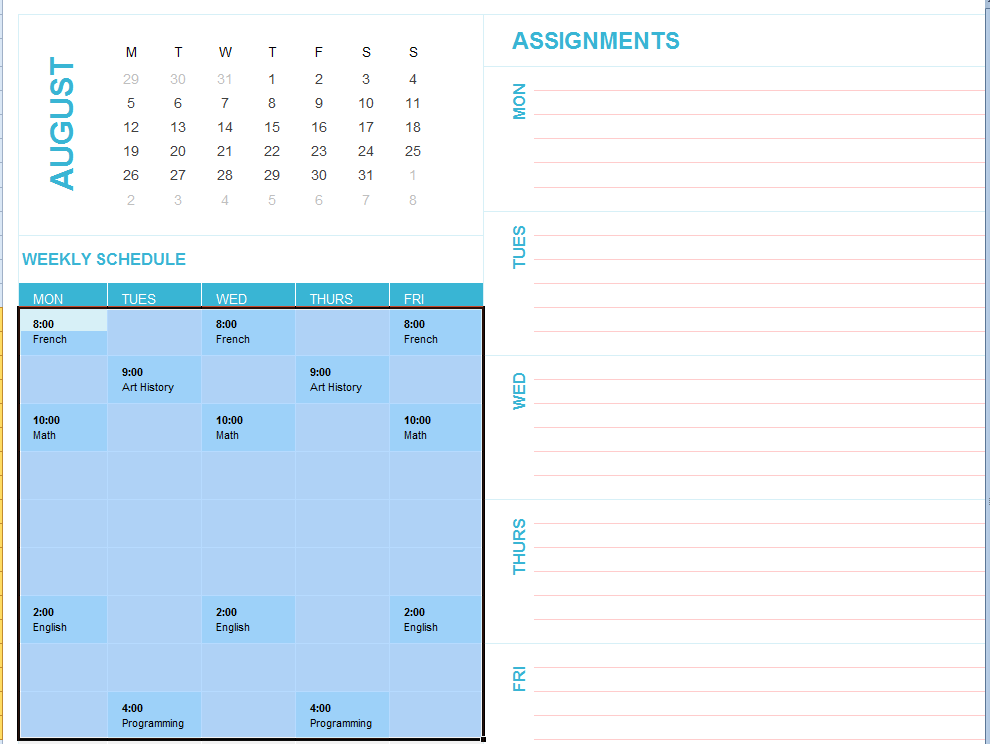 AUGUST
M T W T F S S
29 30 31 1 2 3 4
5 6 7 8 9 10 11
12 13 14 15 16 17 18
19 20 21 22 23 24 25
26 27 28 29 30 31 1
2 3 4 5 6 7 8
WEEKLY SCHEDULE
MON TUES WED THURS FRI
8:00 8:00 8:00
French French French
9:00 9:00
Art History Art History
10:00 10:00 10:00
Math Math Math
2:00 2:00 2:00
English English English
4:00 4:00
Programming Programming
ASSIGNMENTS
MON
TUES
WED
THURS
FRI